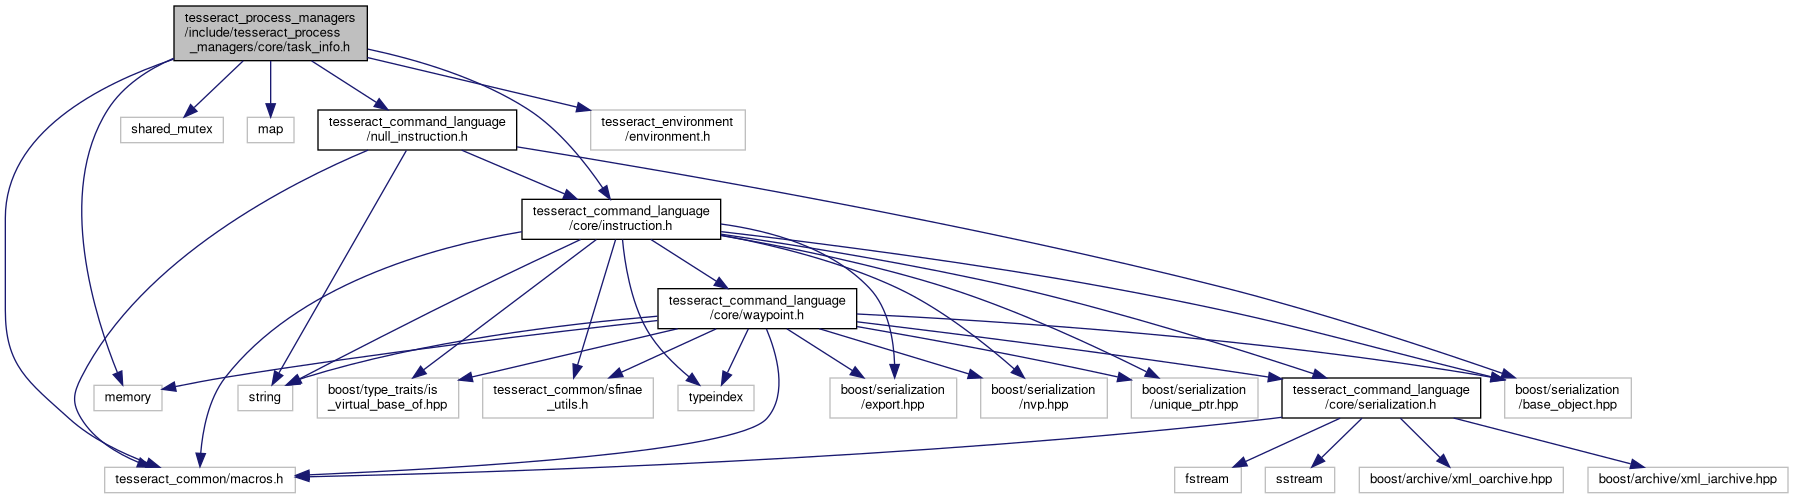 tesseract_process_managers
/include/tesseract_process
_managers/core/task_info.h
shared_mutex
map
tesseract_command_language
/null_instruction.h
tesseract_environment
/environment.h
tesseract_command_language
/core/instruction.h
tesseract_command_language
/core/waypoint.h
memory
string
boost/type_traits/is
_virtual_base_of.hpp
tesseract_common/sfinae
_utils.h
typeindex
boost/serialization
/export.hpp
boost/serialization
/nvp.hpp
boost/serialization
/unique_ptr.hpp
tesseract_command_language
/core/serialization.h
boost/serialization
/base_object.hpp
tesseract_common/macros.h
fstream
sstream
boost/archive/xml_oarchive.hpp
boost/archive/xml_iarchive.hpp